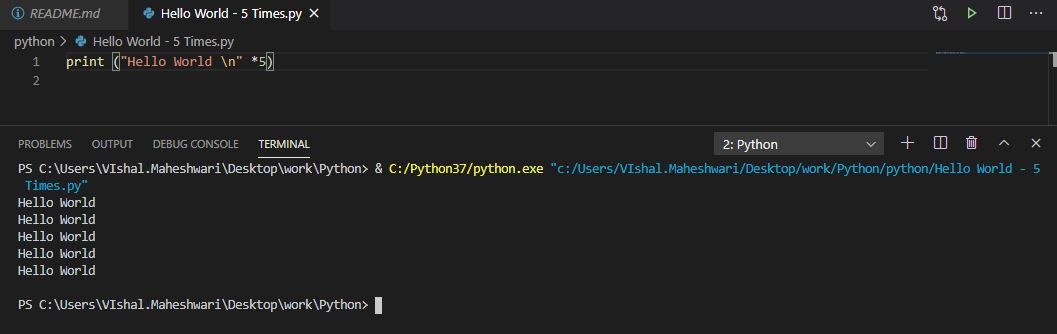 README.md Hello World - 5 Times.py
python > Hello World - 5 Times.py
1 print ("Hello World \n" *5)
2
PROBLEMS OUTPUT DEBUG CONSOLE TERMINAL 2: Python
PS C:\Users\VIshal.Maheshwari\Desktop\work\Python> & C:/Python37/python.exe "c:/Users/VIshal.Maheshwari/Desktop/work/Python/python/Hello World - 5
Times.py"
Hello World
Hello World
Hello World
Hello World
Hello World
PS C:\Users\VIshal.Maheshwari\Desktop\work\Python>